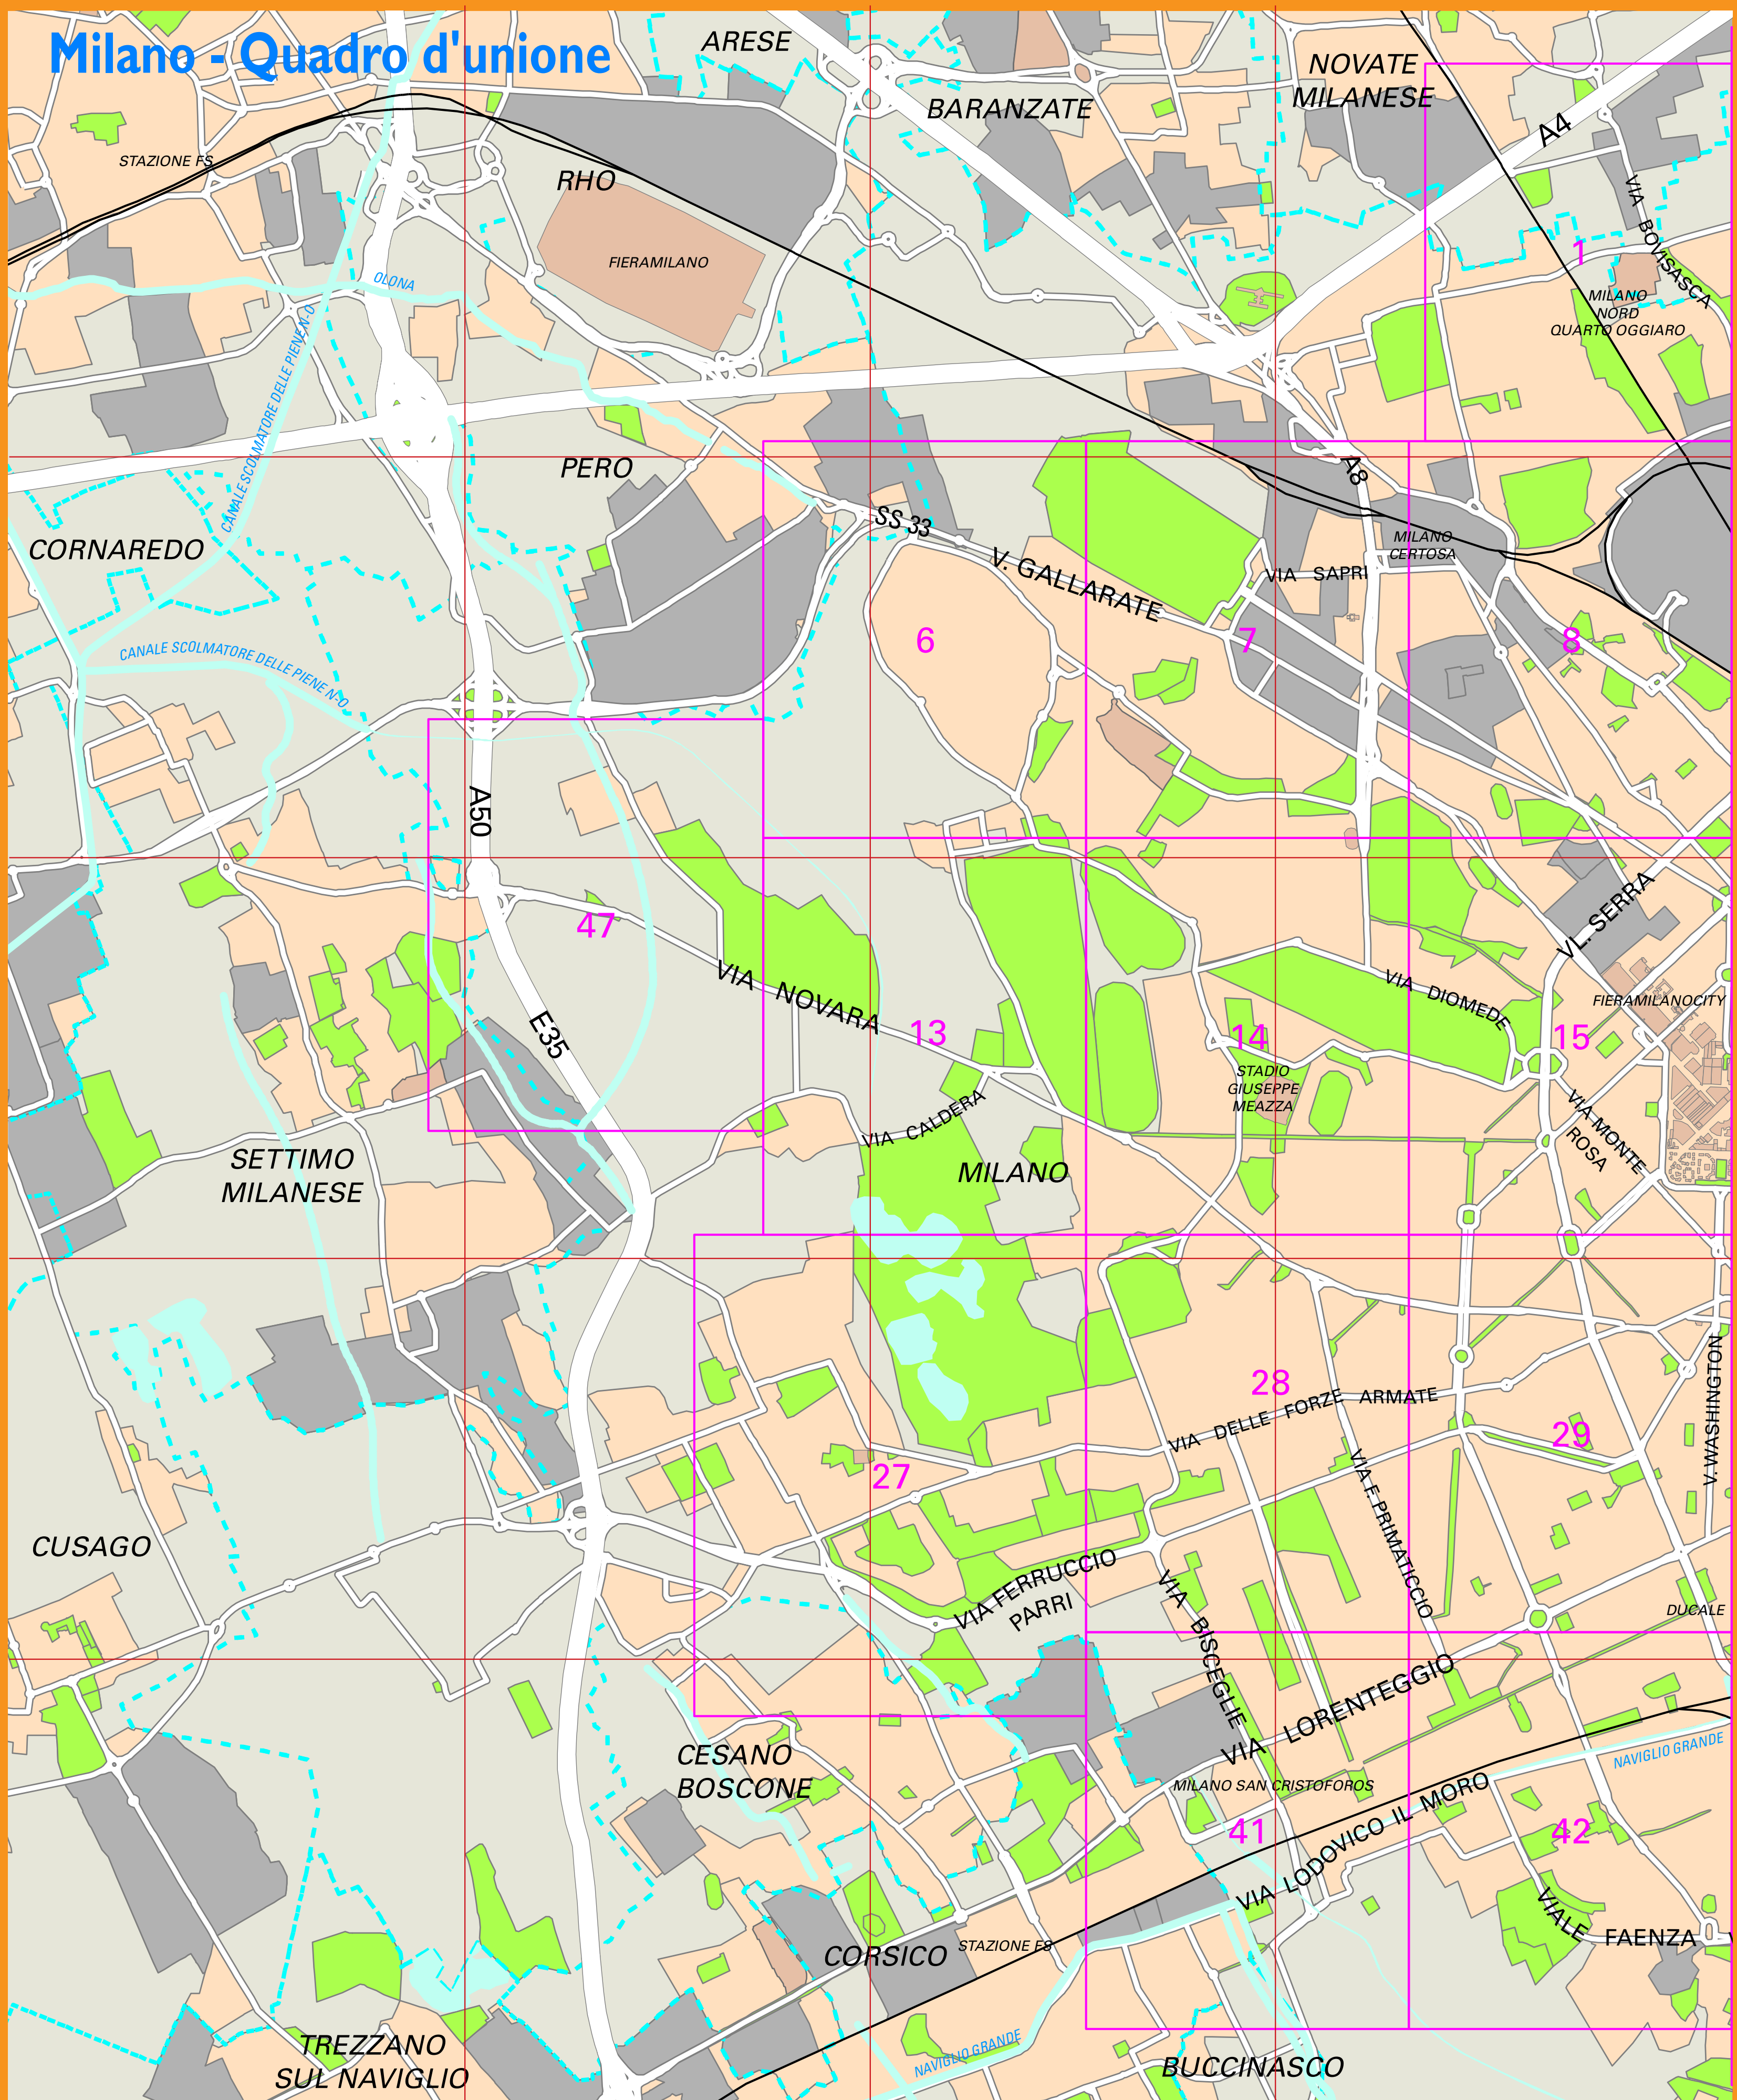 Milano - Quadro d'unione
ARESE
NOVATE
MILANESE
BARANZATE
A4
STAZIONE FS
RHO
VIA BOVISASCA
1
FIERAMILANO
OLONA
MILANO
NORD
QUARTO OGGIARO
CANALE SCOLMATORE DELLE PIENE N-O
PERO
A8
SS 33
CORNAREDO
MILANO
CERTOSA
V. GALLARATE
VIA SAPRI
6
7
8
CANALE SCOLMATORE DELLE PIENE N-O
A50
47
VL. SERRA
VIA NOVARA
VIA DIOMEDE
FIERAMILANOCITY
E35
13
14
15
STADIO
GIUSEPPE
MEAZZA
VIA CALDERA
VIA MONTE
ROSA
SETTIMO
MILANESE
MILANO
V. WASHINGTON
28
VIA DELLE FORZE ARMATE
29
27
VIA F. PRIMATICCIO
CUSAGO
VIA FERRUCCIO
PARRI
VIA BISCEGLIE
DUCALE
VIA LORENTEGGIO
CESANO
BOSCONE
NAVIGLIO GRANDE
MILANO SAN CRISTOFOROS
VIA LODOVICO IL MORO
41
42
VIALE FAENZA
CORSICO
STAZIONE FS
NAVIGLIO GRANDE
TREZZANO
SUL NAVIGLIO
BUCCINASCO